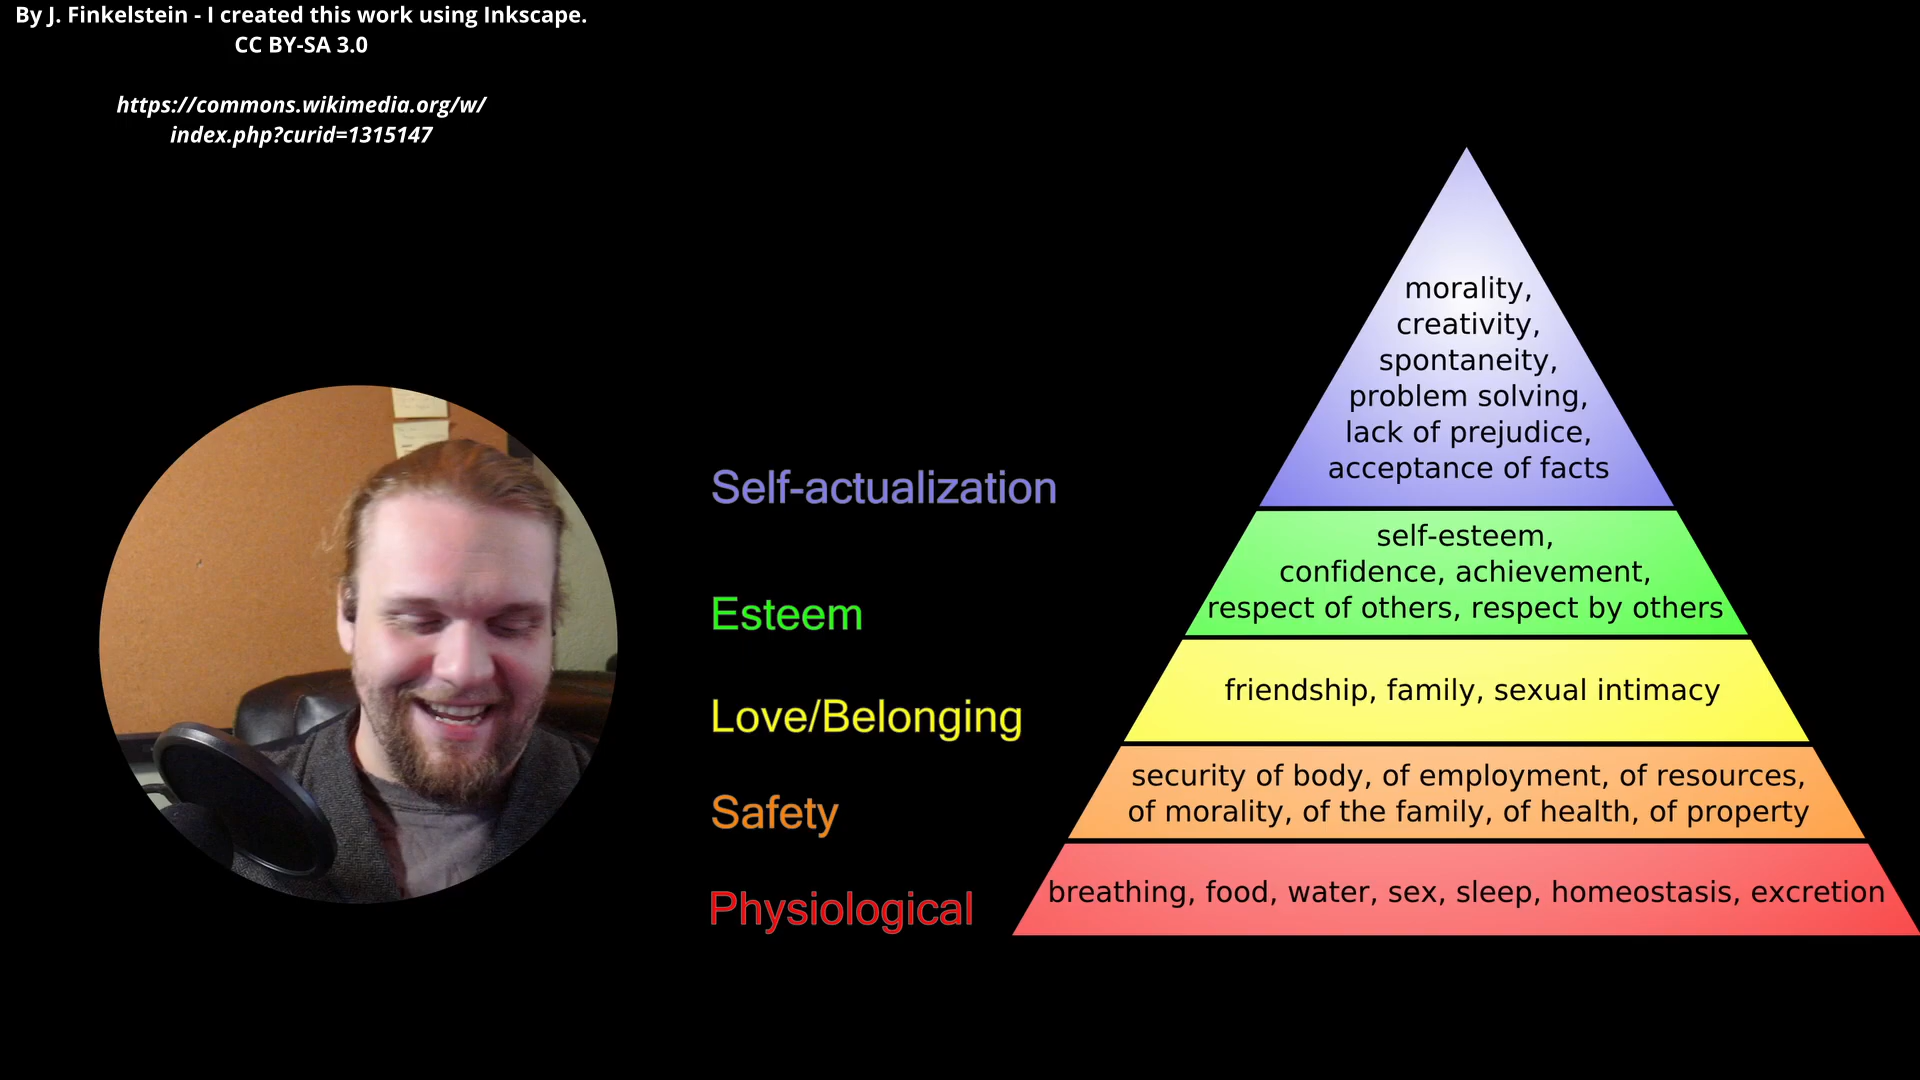 By J. Finkelstein - I created this work using Inkscape.
CC BY-SA 3.0
https://commons.wikimedia.org/w/
index.php?curid=1315147
Self-actualization
morality,
creativity,
spontaneity,
problem solving,
lack of prejudice,
acceptance of facts
Esteem
self-esteem,
confidence, achievement,
respect of others, respect by others
Love/Belonging
friendship, family, sexual intimacy
Safety
security of body, of employment, of resources,
of morality, of the family, of health, of property
Physiological
breathing, food, water, sex, sleep, homeostasis, excretion